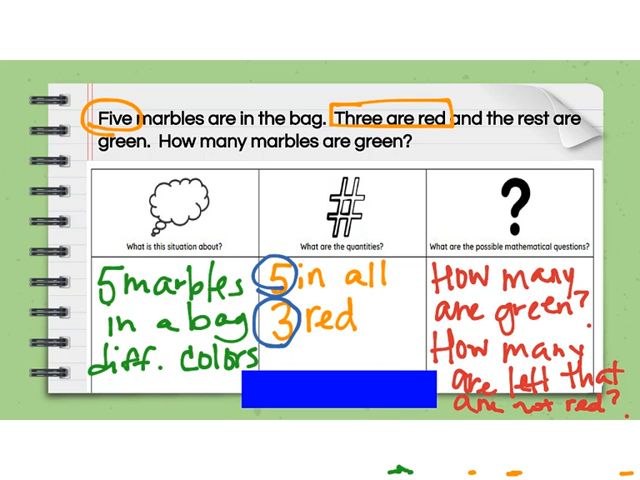 Five marbles are in the bag. Three are red and the rest are
green. How many marbles are green?
What is this situation about?
What are the quantities?
What are the possible mathematical questions?
5 marbles
in a bag
diff. colors
5 in all
3 red
How many
are green?
How many
are left that
are not red?